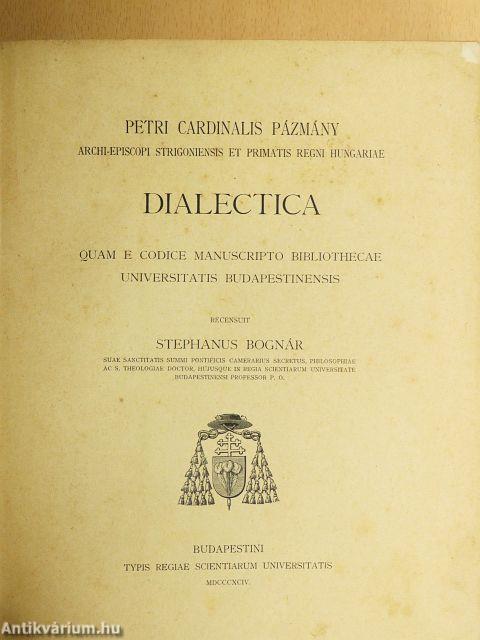 PETRI CARDINALIS PÁZMÁNY
ARCHI-EPISCOPI STRIGONIENSIS ET PRIMATIS REGNI HUNGARIAE
DIALECTICA
QUAM E CODICE MANUSCRIPTO BIBLIOTHECAE
UNIVERSITATIS BUDAPESTINENSIS
RECENSUIT
STEPHANUS BOGNÁR
SUAE SANCTITATIS SUMMI PONTIFICIS CAMERARIUS SECRETUS, PHILOSOPHIAE
AC S. THEOLOGIAE DOCTOR, HUJUSQUE IN REGIA SCIENTIARUM UNIVERSITATE
BUDAPESTINENSI PROFESSOR P. O.
BUDAPESTINI
TYPIS REGIAE SCIENTIARUM UNIVERSITATIS
MDCCCXCIV.
Antikvárium.hu